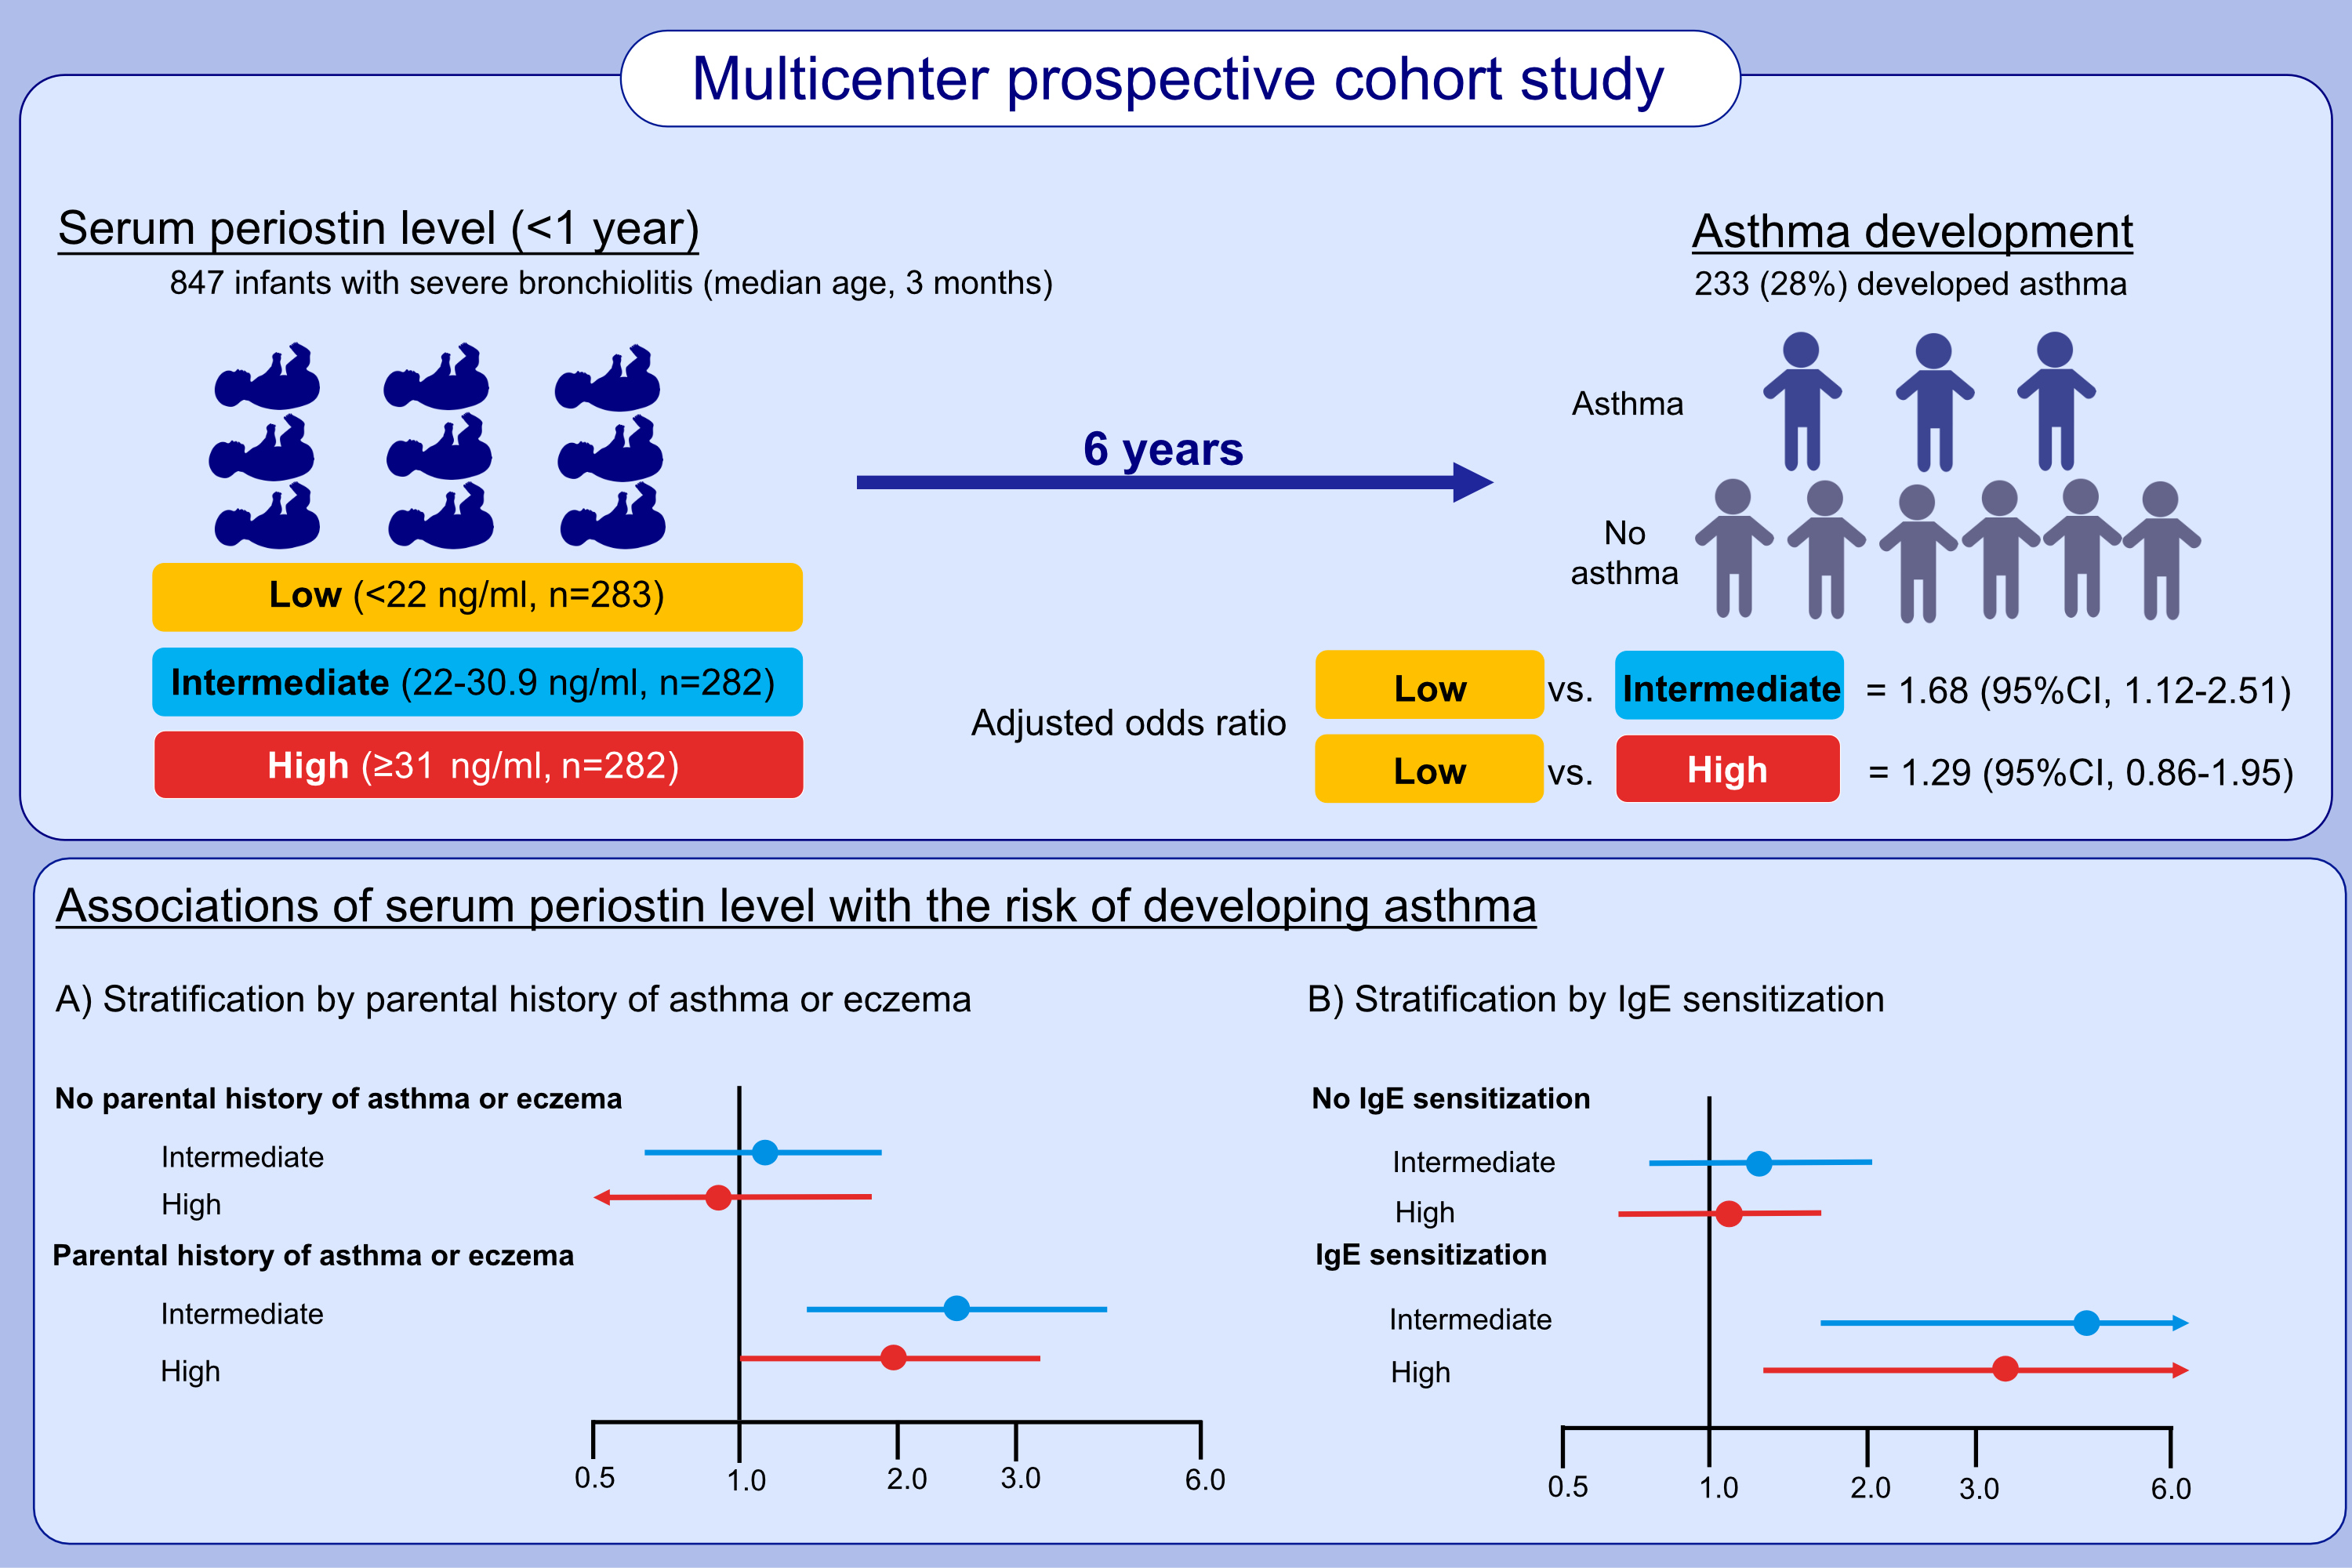 Multicenter prospective cohort study
Serum periostin level (<1 year)
847 infants with severe bronchiolitis (median age, 3 months)
Low (<22 ng/ml, n=283)
Intermediate (22-30.9 ng/ml, n=282)
High (≥31 ng/ml, n=282)
6 years
Asthma development
233 (28%) developed asthma
Asthma
No
asthma
Adjusted odds ratio
Low vs. Intermediate = 1.68 (95%CI, 1.12-2.51)
Low vs. High = 1.29 (95%CI, 0.86-1.95)
Associations of serum periostin level with the risk of developing asthma
A) Stratification by parental history of asthma or eczema
No parental history of asthma or eczema
Intermediate
High
Parental history of asthma or eczema
Intermediate
High
0.5 1.0 2.0 3.0 6.0
B) Stratification by IgE sensitization
No IgE sensitization
Intermediate
High
IgE sensitization
Intermediate
High
0.5 1.0 2.0 3.0 6.0